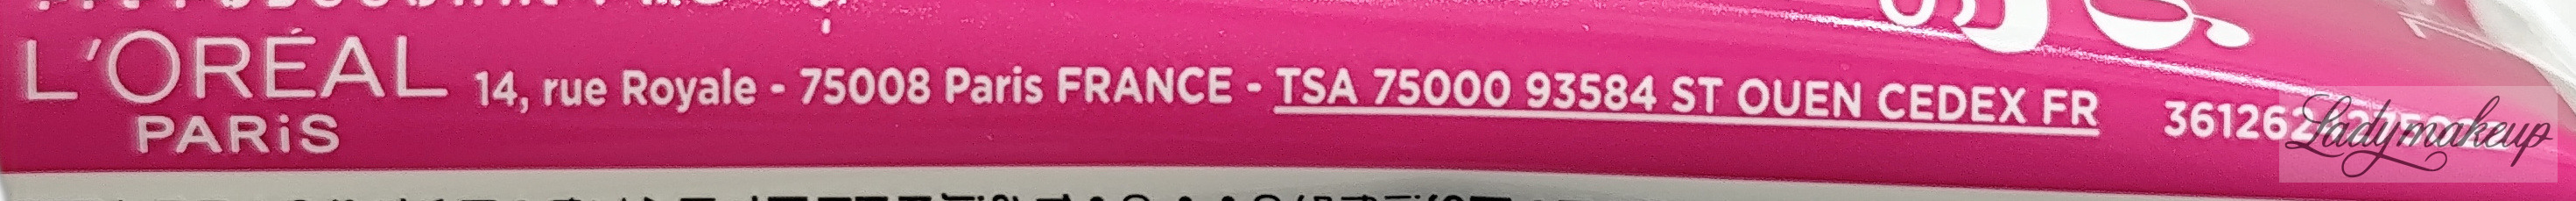 L'ORÉAL
PARiS
14, rue Royale - 75008 Paris FRANCE - TSA 75000 93584 ST OUEN CEDEX FR
Ladymakeup